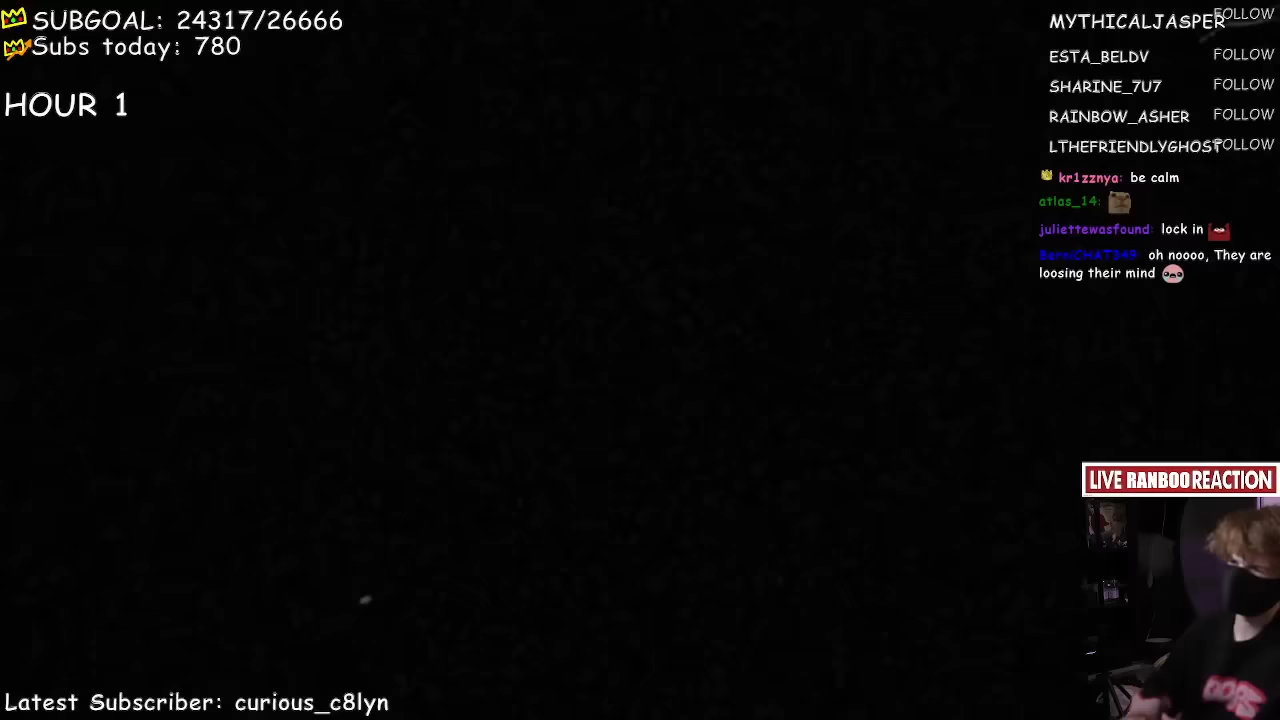 SUBGOAL: 24317/26666
Subs today: 780
HOUR 1
MYTHICALJASPER FOLLOW
ESTA_BELDV FOLLOW
SHARINE_7U7 FOLLOW
RAINBOW_ASHER FOLLOW
LTHEFRIENDLYGHOST FOLLOW
kr1zznya: be calm
atlas_14:
juliettewasfound: lock in
oh noooo, They are
loosing their mind
LIVE RANBOO REACTION
Latest Subscriber: curious_c8lyn